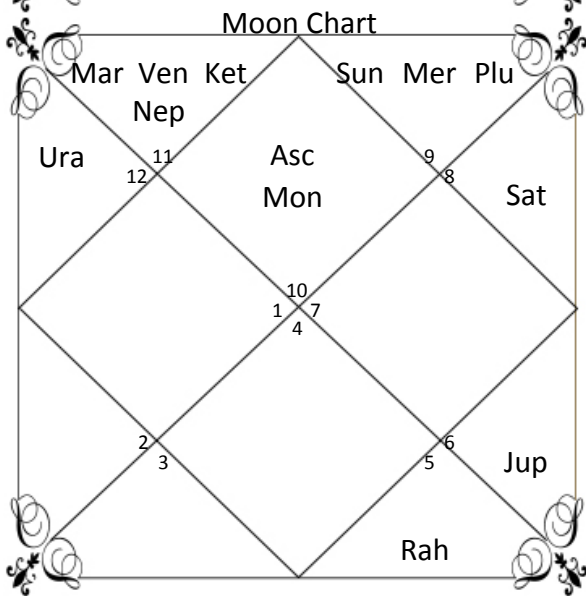 Moon Chart
Mar Ven Ket
Nep
Sun Mer Plu
Ura
Asc
Mon
Sat
11
12
9
8
10
1 7
4
2
3
6
5
Jup
Rah